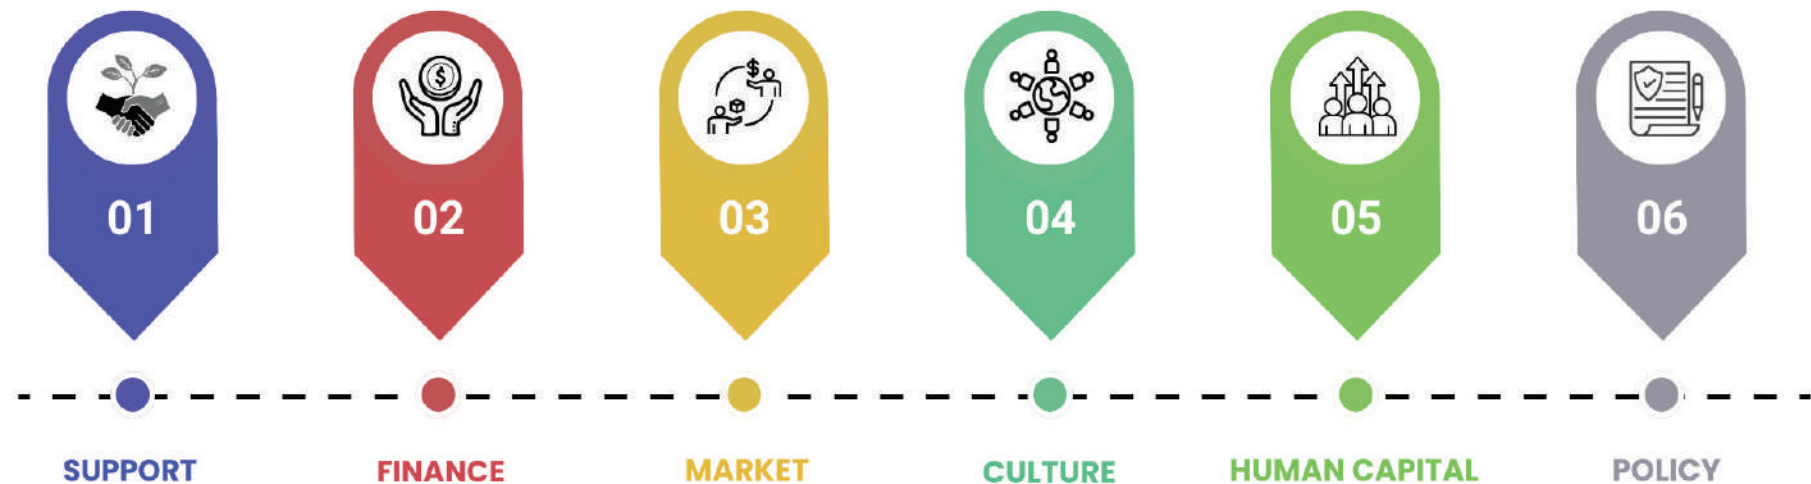 01
02
03
04
05
06
SUPPORT
FINANCE
MARKET
CULTURE
HUMAN CAPITAL
POLICY